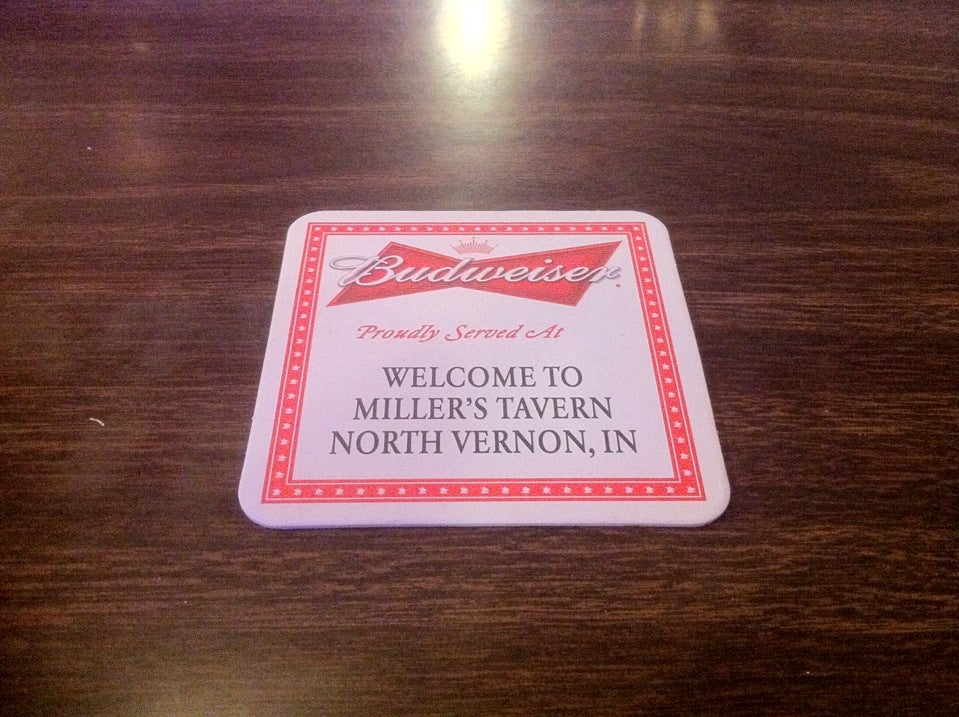 Budweiser
Proudly Served At
WELCOME TO
MILLER'S TAVERN
NORTH VERNON, IN